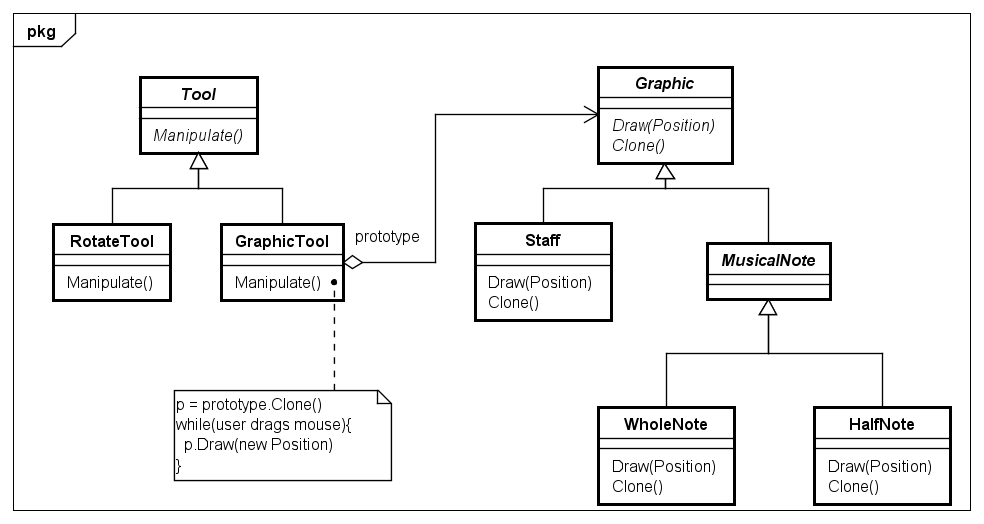 pkg
Tool
Manipulate()
RotateTool
Manipulate()
GraphicTool
Manipulate()
prototype
p = prototype.Clone()
while(user drags mouse){
p.Draw(new Position)
}
Graphic
Draw(Position)
Clone()
Staff
Draw(Position)
Clone()
MusicalNote
WholeNote
Draw(Position)
Clone()
HalfNote
Draw(Position)
Clone()